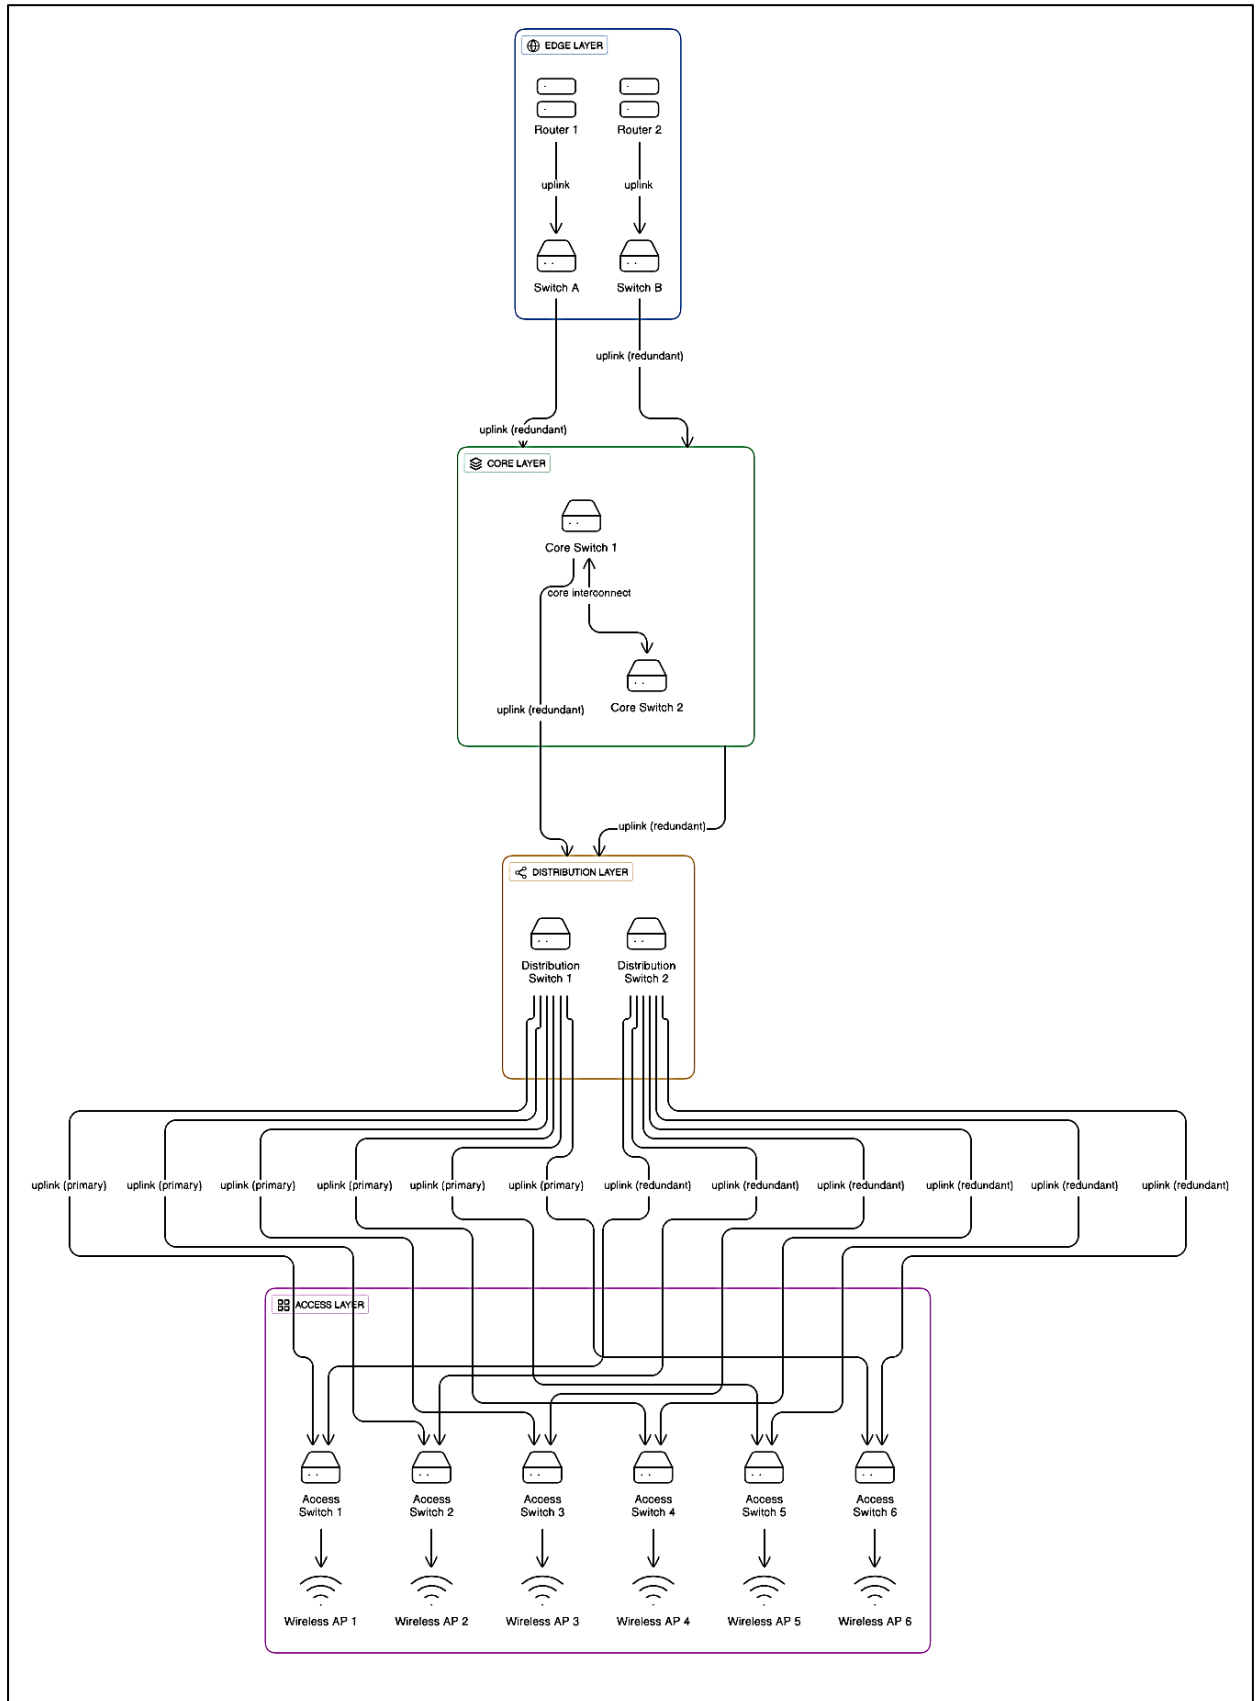 EDGE LAYER
Router 1
Router 2
uplink
uplink
Switch A
Switch B
uplink (redundant)
uplink (redundant)
CORE LAYER
Core Switch 1
core interconnect
Core Switch 2
uplink (redundant)
uplink (redundant)
DISTRIBUTION LAYER
Distribution
Switch 1
Distribution
Switch 2
uplink (primary)
uplink (primary)
uplink (primary)
uplink (primary)
uplink (primary)
uplink (primary)
uplink (redundant)
uplink (redundant)
uplink (redundant)
uplink (redundant)
uplink (redundant)
uplink (redundant)
ACCESS LAYER
Access
Switch 1
Access
Switch 2
Access
Switch 3
Access
Switch 4
Access
Switch 5
Access
Switch 6
Wireless AP 1
Wireless AP 2
Wireless AP 3
Wireless AP 4
Wireless AP 5
Wireless AP 6